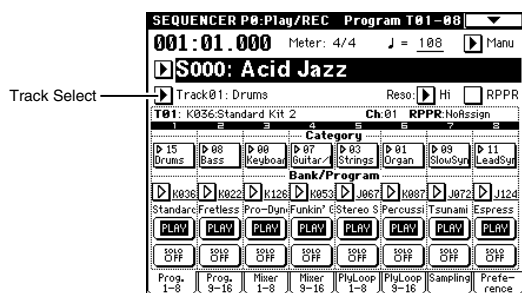 SEQUENCER P0:Play/REC Program T01-08
001:01.000 Meter: 4/4 ♩ = 108 Manu
S000: Acid Jazz
Track Select
Track01: Drums Reso: Hi RPPR
T01: K036:Standard Kit 2 Ch:01 RPPR:NoAssign
1 2 3 4 5 6 7 8
Category
15 08 00 07 03 01 09 11
Drums Bass Keyboar Guitar/ Strings Organ SlowSyn LeadSyn
Bank/Program
K036 K022 K126 K053 J067 K087 J072 J124
Standard Fretless Pro-Dyn Funkin' G Stereo S Percussi Tsunami Espress
PLAY PLAY PLAY PLAY PLAY PLAY PLAY PLAY
SOLO SOLO SOLO SOLO SOLO SOLO SOLO SOLO
OFF OFF OFF OFF OFF OFF OFF OFF
Prog. Prog. Mixer Mixer PlyLoop PlyLoop Sampling Prefe-
1-8 9-16 1-8 9-16 1-8 9-16 rence